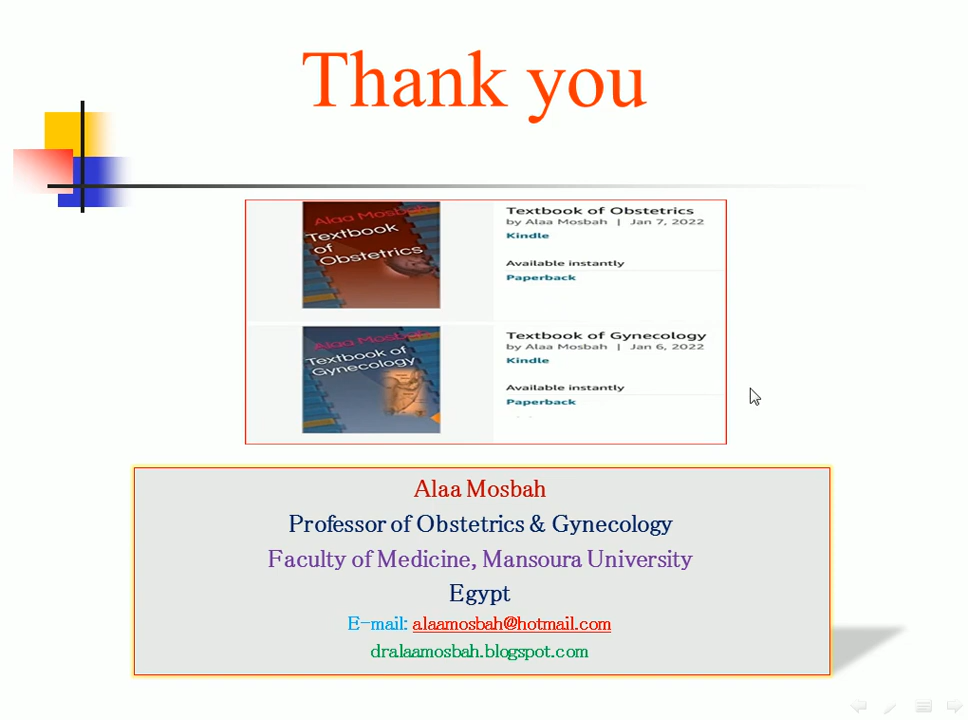 Thank you
Alaa Mosbah
Textbook
of
Obstetrics
Textbook of Obstetrics
by Alaa Mosbah | Jan 7, 2022
Kindle
Available instantly
Paperback
Alaa Mosbah
Textbook of
Gynecology
Textbook of Gynecology
by Alaa Mosbah | Jan 6, 2022
Kindle
Available instantly
Paperback
Alaa Mosbah
Professor of Obstetrics & Gynecology
Faculty of Medicine, Mansoura University
Egypt
E-mail: alaamosbah@hotmail.com
dralaamosbah.blogspot.com